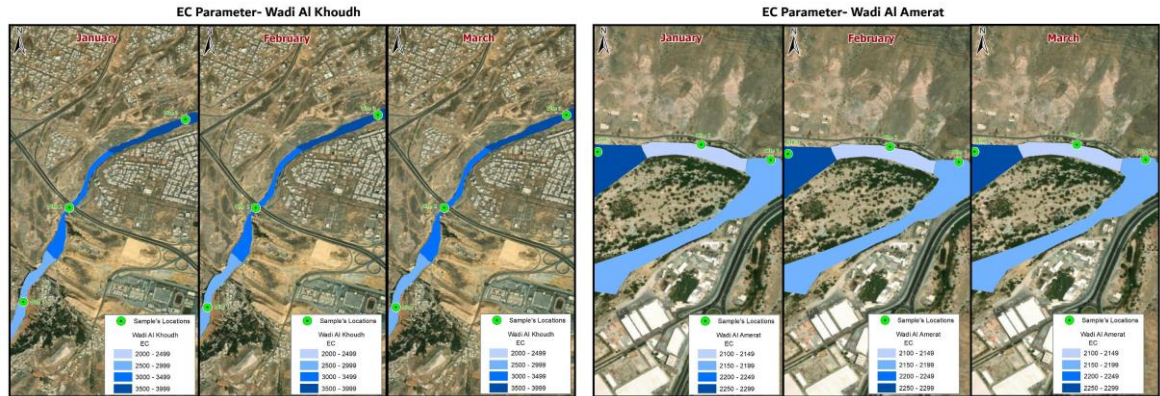 EC Parameter- Wadi Al Khoudh
January
February
March
N
N
N
Sample's Locations
Wadi Al Khoudh
EC
2000 - 2499
2500 - 2999
3000 - 3499
3500 - 3999
Sample's Locations
Wadi Al Khoudh
EC
2000 - 2499
2500 - 2999
3000 - 3499
3500 - 3999
Sample's Locations
Wadi Al Khoudh
EC
2000 - 2499
2500 - 2999
3000 - 3499
3500 - 3999
EC Parameter- Wadi Al Amerat
January
February
March
N
N
N
Sample's Locations
Wadi Al Amerat
EC
2100 - 2149
2150 - 2199
2200 - 2249
2250 - 2299
Sample's Locations
Wadi Al Amerat
EC
2100 - 2149
2150 - 2199
2200 - 2249
2250 - 2299
Sample's Locations
Wadi Al Amerat
EC
2100 - 2149
2150 - 2199
2200 - 2249
2250 - 2299